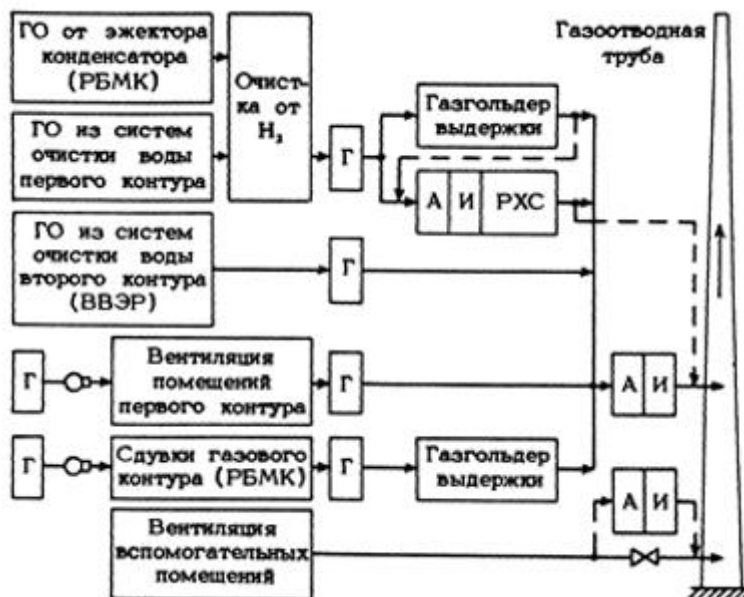 ГО от эжектора
конденсатора
(РБМК)
ГО из систем
очистки воды
первого контура
ГО из систем
очистки воды
второго контура
(ВВЭР)
Очист-
ка от
H₂
Г
Газгольдер
выдержки
А И РХС
Газоотводная
труба
Г
Г
Вентиляция
помещений
первого контура
Г
А И
Г
Сдувки газового
контура (РБМК)
Г
Газгольдер
выдержки
А И
Вентиляция
вспомогательных
помещений